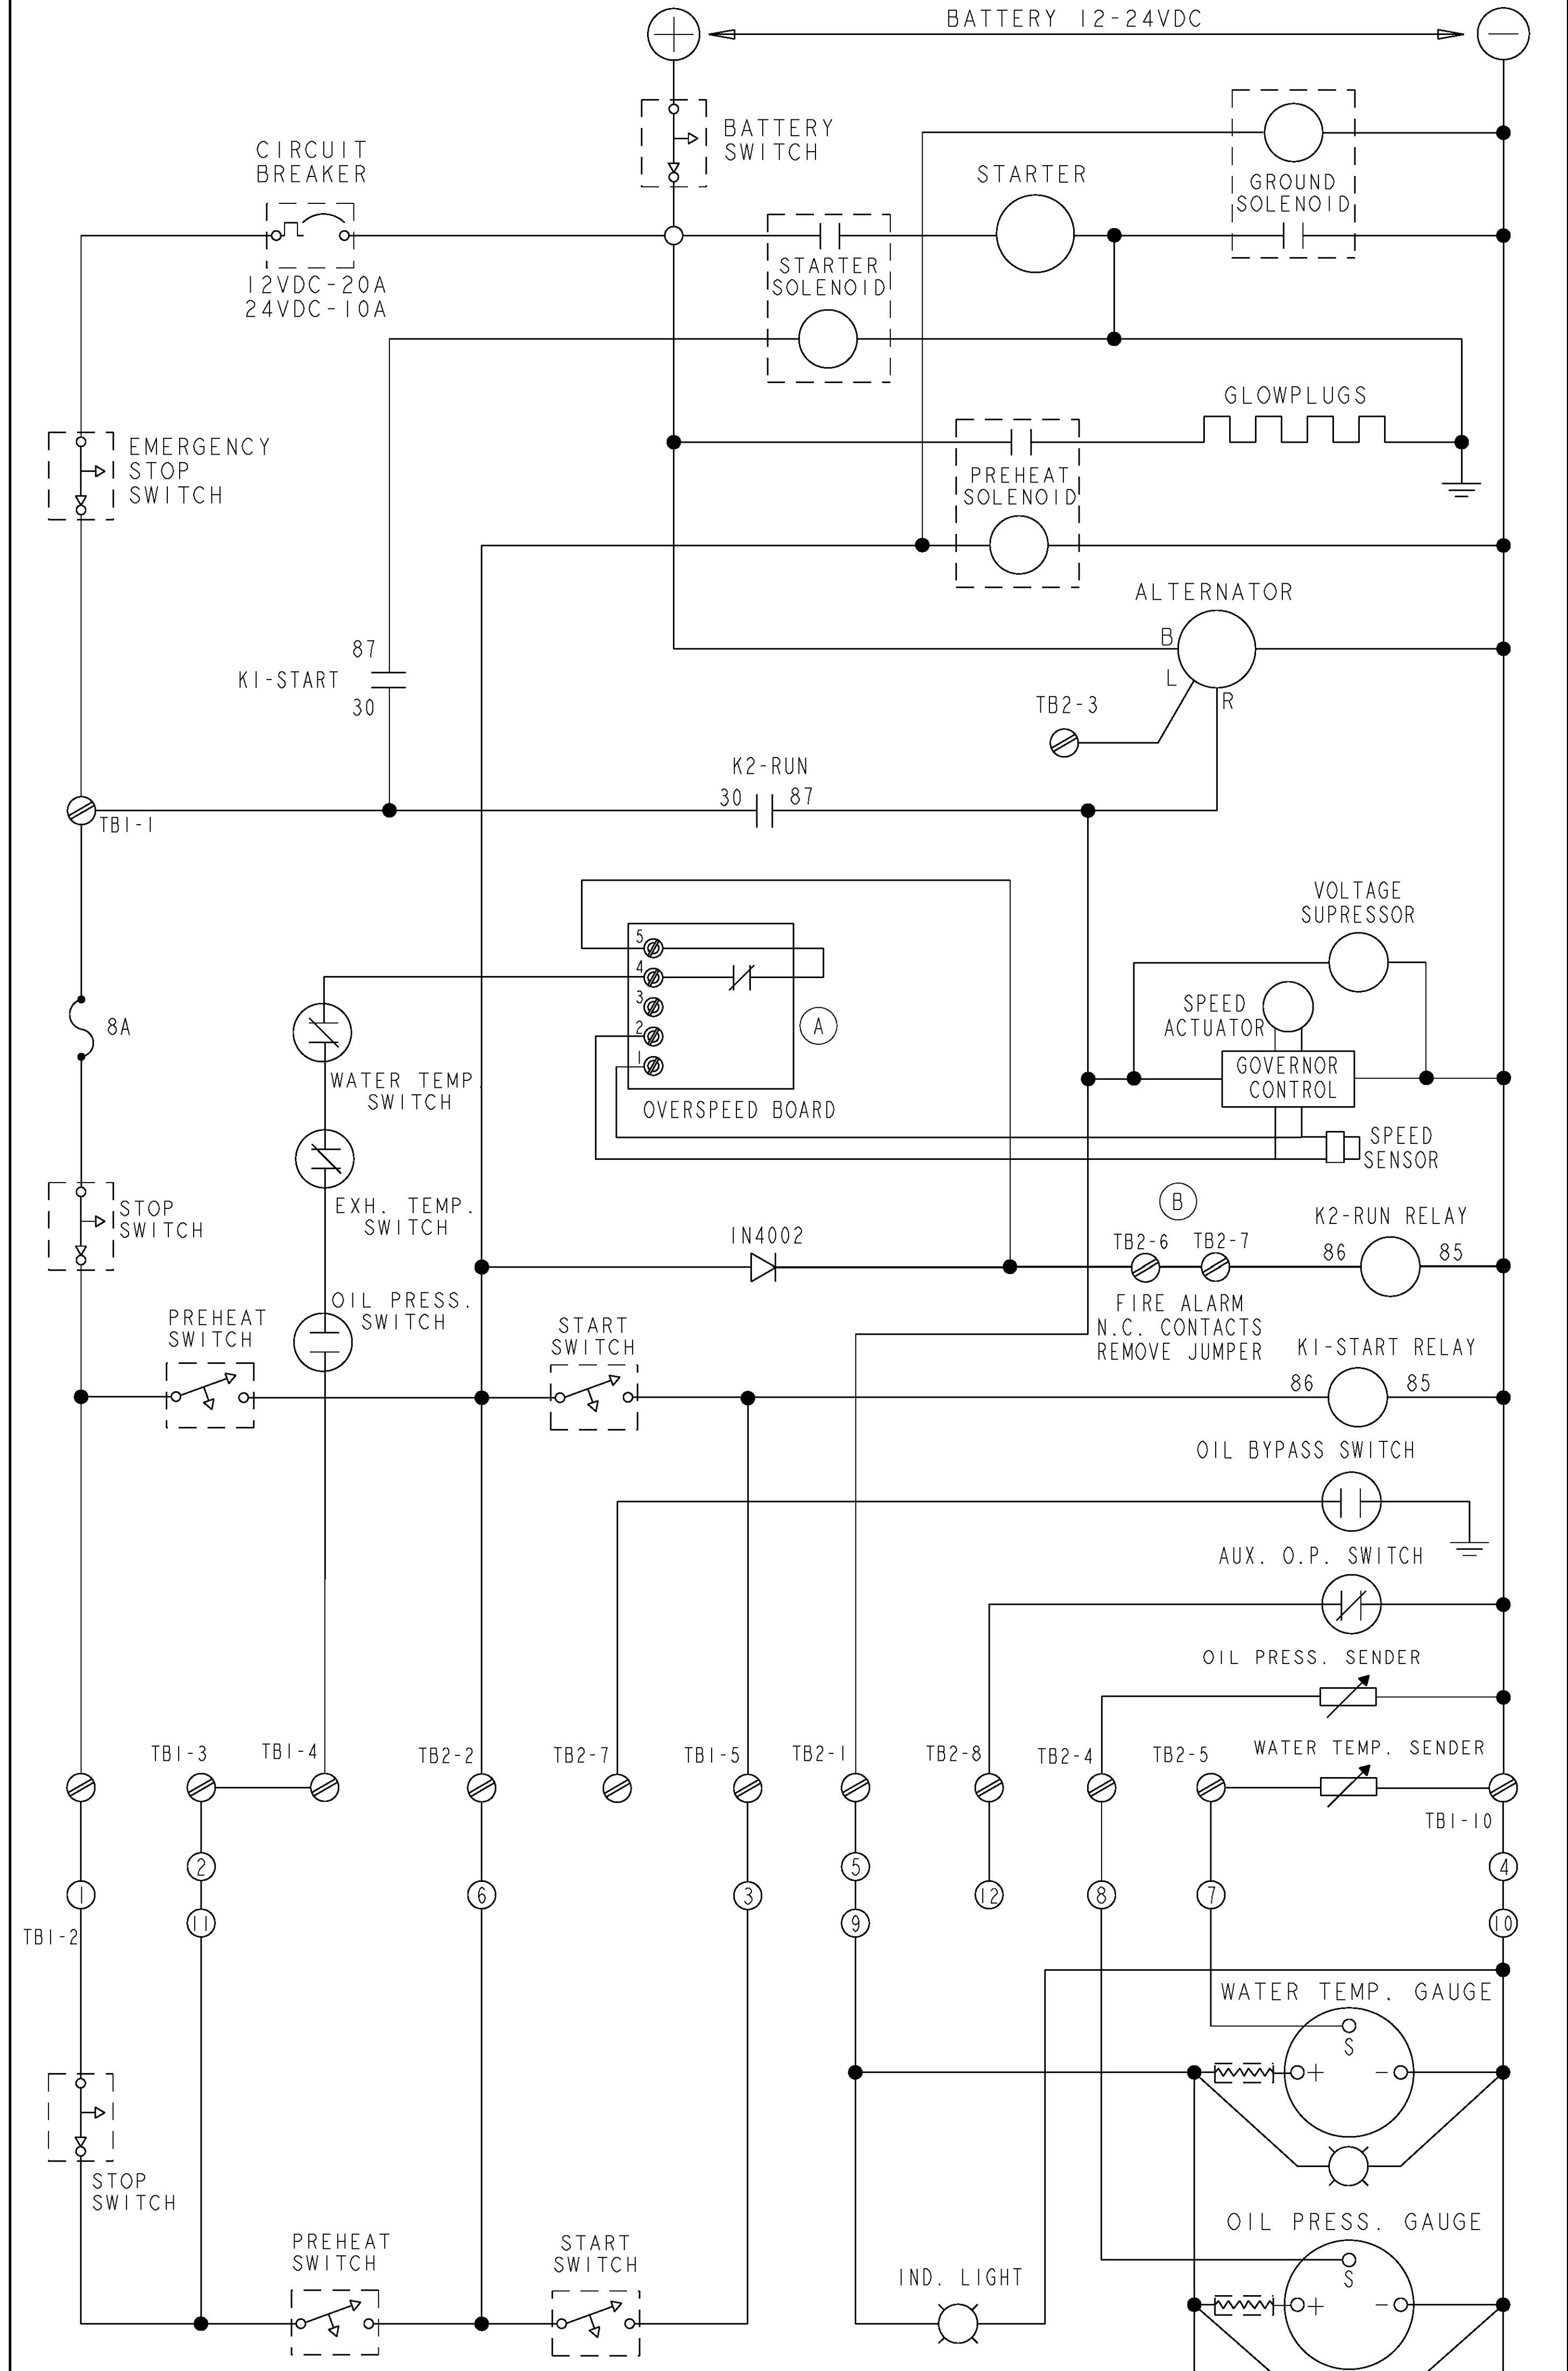 BATTERY 12-24VDC
BATTERY
SWITCH
CIRCUIT
BREAKER
12VDC-20A
24VDC-10A
STARTER
GROUND
SOLENOID
STARTER
SOLENOID
GLOWPLUGS
EMERGENCY
STOP
SWITCH
PREHEAT
SOLENOID
ALTERNATOR
B
L
R
87
K1-START
30
TB2-3
K2-RUN
30 87
TB1-1
VOLTAGE
SUPRESSOR
5
4
3
2
1
A
SPEED
ACTUATOR
8A
GOVERNOR
CONTROL
WATER TEMP.
SWITCH
OVERSPEED BOARD
SPEED
SENSOR
STOP
SWITCH
EXH. TEMP.
SWITCH
B
K2-RUN RELAY
1N4002
TB2-6 TB2-7
86 85
OIL PRESS.
SWITCH
FIRE ALARM
N.C. CONTACTS
REMOVE JUMPER
PREHEAT
SWITCH
START
SWITCH
K1-START RELAY
86 85
OIL BYPASS SWITCH
AUX. O.P. SWITCH
OIL PRESS. SENDER
WATER TEMP. SENDER
TB1-3 TB1-4 TB2-2 TB2-7 TB1-5 TB2-1 TB2-8 TB2-4 TB2-5
TB1-10
2 5 4
1 6 3 12 8 7
11 9 10
TB1-2
WATER TEMP. GAUGE
S
+ -
STOP
SWITCH
OIL PRESS. GAUGE
PREHEAT
SWITCH
START
SWITCH
IND. LIGHT
S
+ -